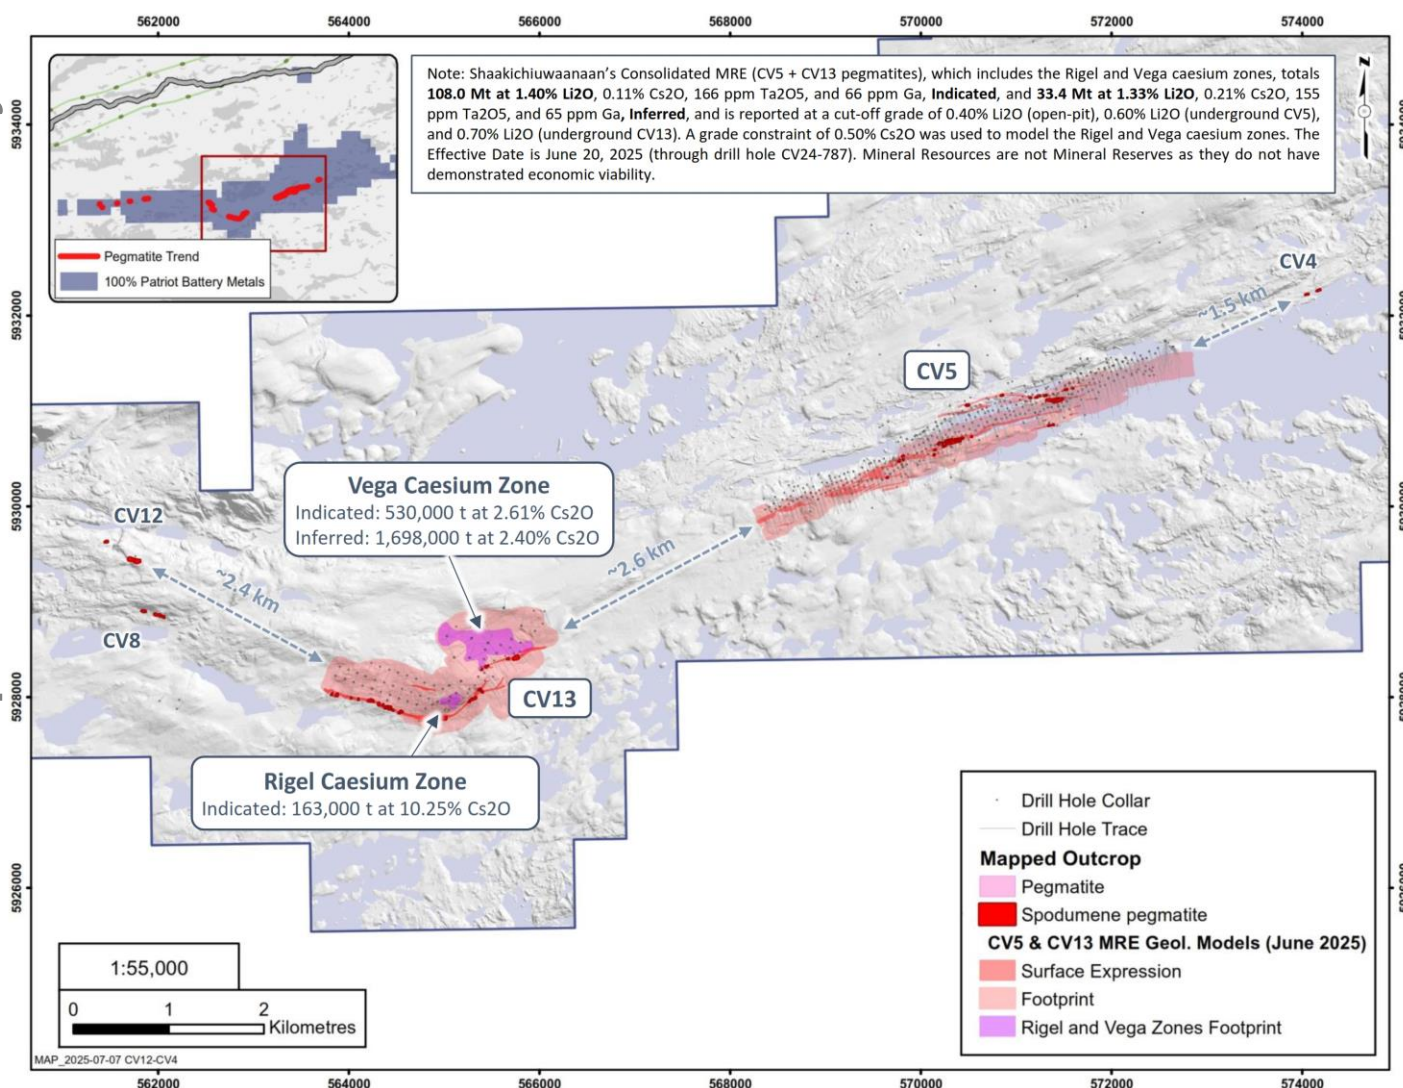 562000 564000 566000 568000 570000 572000 574000
Note: Shaakichiuwaanaan's Consolidated MRE (CV5 + CV13 pegmatites), which includes the Rigel and Vega caesium zones, totals
108.0 Mt at 1.40% Li2O, 0.11% Cs2O, 166 ppm Ta2O5, and 66 ppm Ga, Indicated, and 33.4 Mt at 1.33% Li2O, 0.21% Cs2O, 155
ppm Ta2O5, and 65 ppm Ga, Inferred, and is reported at a cut-off grade of 0.40% Li2O (open-pit), 0.60% Li2O (underground CV5),
and 0.70% Li2O (underground CV13). A grade constraint of 0.50% Cs2O was used to model the Rigel and Vega caesium zones. The
Effective Date is June 20, 2025 (through drill hole CV24-787). Mineral Resources are not Mineral Reserves as they do not have
demonstrated economic viability.
Z
Pegmatite Trend
100% Patriot Battery Metals
5934000
5932000
5930000
5928000
5926000
CV4
~1.5 km
CV5
Vega Caesium Zone
Indicated: 530,000 t at 2.61% Cs2O
Inferred: 1,698,000 t at 2.40% Cs2O
CV12
~2.6 km
~2.4 km
CV8
CV13
Rigel Caesium Zone
Indicated: 163,000 t at 10.25% Cs2O
5932000
5930000
5928000
Drill Hole Collar
Drill Hole Trace
Mapped Outcrop
Pegmatite
Spodumene pegmatite
CV5 & CV13 MRE Geol. Models (June 2025)
Surface Expression
Footprint
Rigel and Vega Zones Footprint
1:55,000
0 1 2
Kilometres
MAP_2025-07-07 CV12-CV4
562000 564000 566000 568000 570000 572000 574000